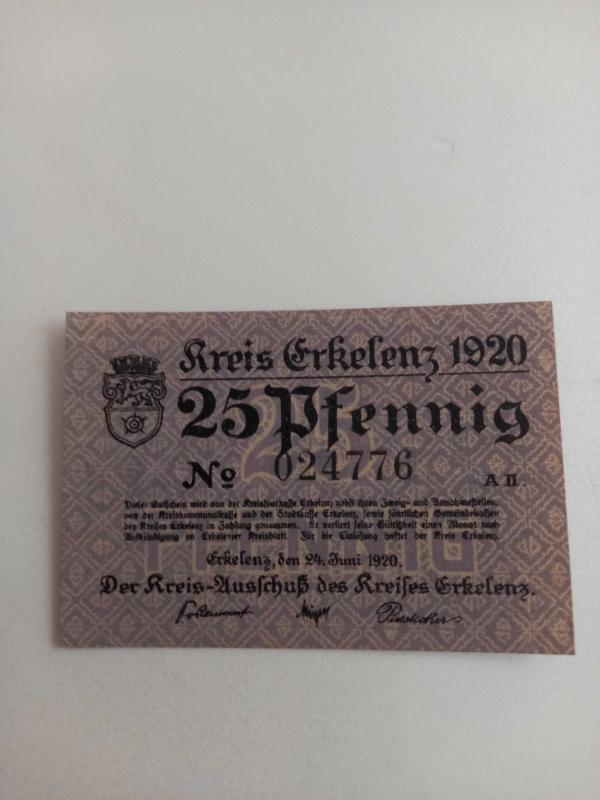 Kreis Erkelenz 1920
25 Pfennig
25
No 024776 A II.
Dieser Gutschein wird von der Kreissparkasse Erkelenz nebst ihren Zweig- und Annahmestellen,
von der Kreiskommunalkasse und der Stadtkasse Erkelenz, sowie sämtlichen Gemeindekassen
des Kreises Erkelenz in Zahlung genommen. Er verliert seine Gültigkeit einen Monat nach
Aufkündigung im Erkelenzer Kreisblatt. Für die Einlösung haftet der Kreis Erkelenz.
PFENNIG
Erkelenz, den 24. Juni 1920.
Der Kreis-Ausschuß des Kreises Erkelenz.